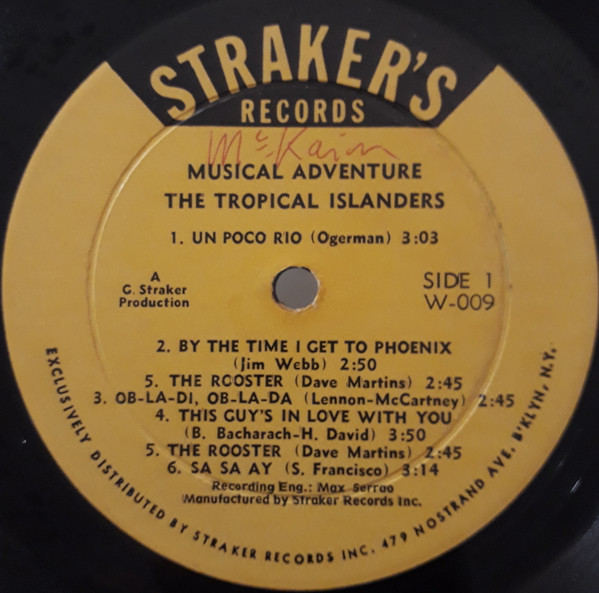 STRAKER'S
RECORDS
McKain
MUSICAL ADVENTURE
THE TROPICAL ISLANDERS
1. UN POCO RIO (Ogerman) 3:03
A
G. Straker
Production
SIDE 1
W-009
2. BY THE TIME I GET TO PHOENIX
(Jim Webb) 2:50
5. THE ROOSTER (Dave Martins) 2:45
3. OB-LA-DI, OB-LA-DA (Lennon-McCartney) 2:45
4. THIS GUY'S IN LOVE WITH YOU
(B. Bacharach-H. David) 3:50
5. THE ROOSTER (Dave Martins) 2:45
6. SA SA AY (S. Francisco) 3:14
Recording Eng.: Max Serrao
Manufactured by Straker Records Inc.
EXCLUSIVELY DISTRIBUTED BY STRAKER RECORDS INC. 479 NOSTRAND AVE. B'KLYN, N.Y.